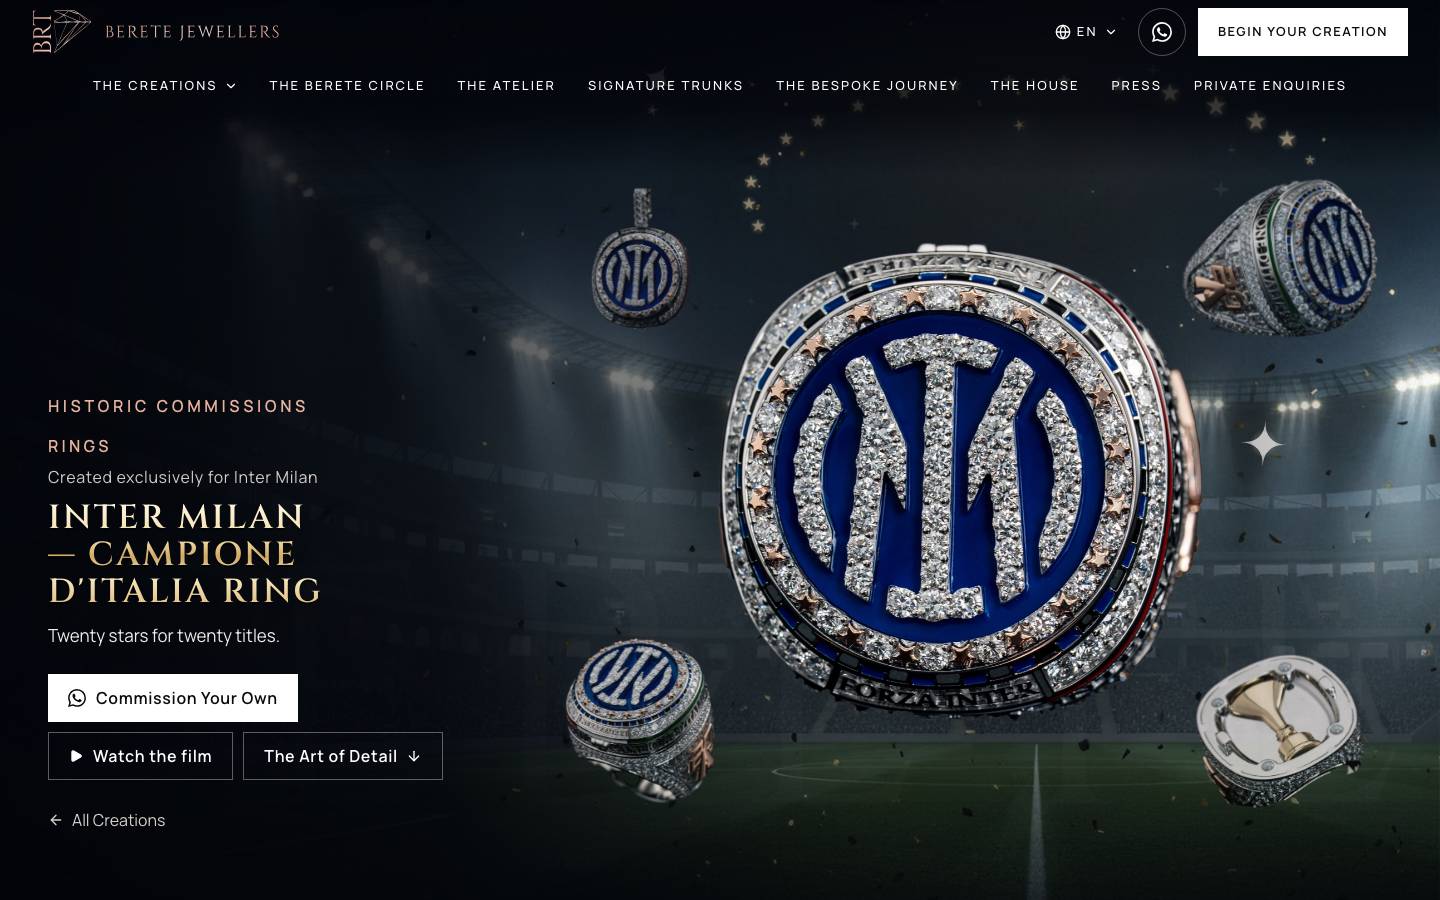 BRT
BERETE JEWELLERS
EN
BEGIN YOUR CREATION
THE CREATIONS
THE BERETE CIRCLE
THE ATELIER
SIGNATURE TRUNKS
THE BESPOKE JOURNEY
THE HOUSE
PRESS
PRIVATE ENQUIRIES
HISTORIC COMMISSIONS
RINGS
Created exclusively for Inter Milan
INTER MILAN
— CAMPIONE
D'ITALIA RING
Twenty stars for twenty titles.
Commission Your Own
Watch the film
The Art of Detail ↓
← All Creations
INERAZZURRI
FORZA INTER